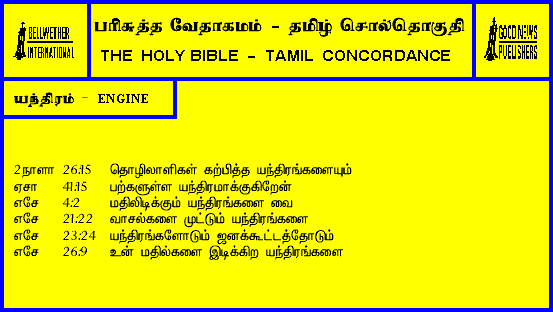 BELLWETHER
INTERNATIONAL
பரிசுத்த வேதாகமம் - தமிழ் சொல்தொகுதி
THE HOLY BIBLE - TAMIL CONCORDANCE
GOOD NEWS
PUBLISHERS
யந்திரம் - ENGINE
2நாளா 26:15 தொழிலாளிகள் கற்பித்த யந்திரங்களையும்
ஏசா 41:15 பற்களுள்ள யந்திரமாக்குகிறேன்
எசே 4:2 மதிலிடிக்கும் யந்திரங்களை வை
எசே 21:22 வாசல்களை முட்டும் யந்திரங்களை
எசே 23:24 யந்திரங்களோடும் ஜனக்கூட்டத்தோடும்
எசே 26:9 உன் மதில்களை இடிக்கிற யந்திரங்களை